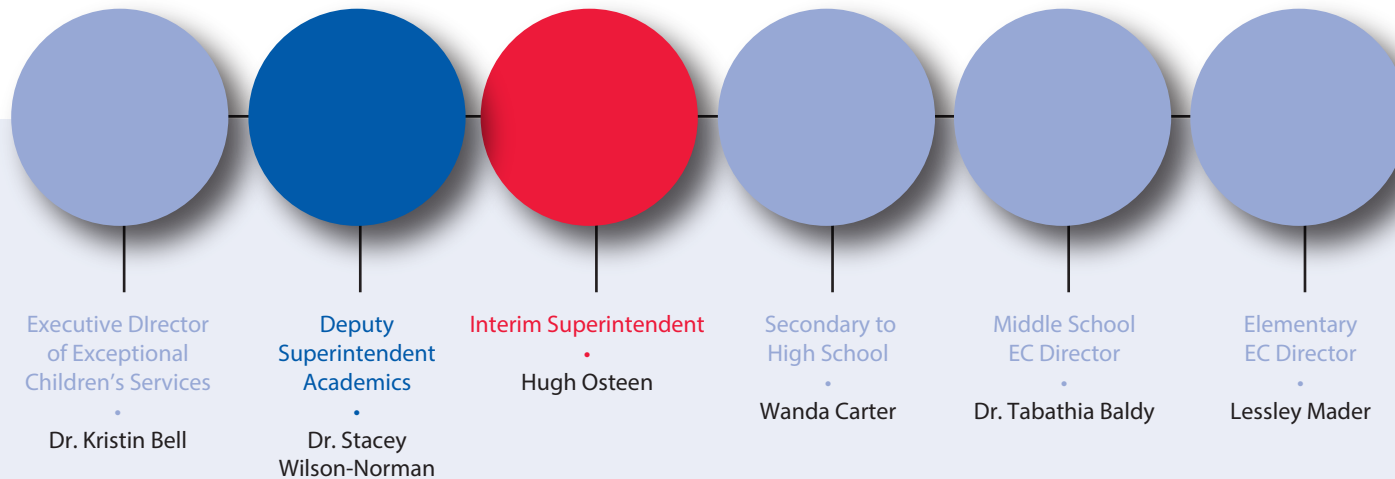 Executive DIrector
of Exceptional
Children’s Services
•
Dr. Kristin Bell
Deputy
Superintendent
Academics
•
Dr. Stacey
Wilson-Norman
Interim Superintendent
•
Hugh Osteen
Secondary to
High School
•
Wanda Carter
Middle School
EC Director
•
Dr. Tabathia Baldy
Elementary
EC Director
•
Lessley Mader